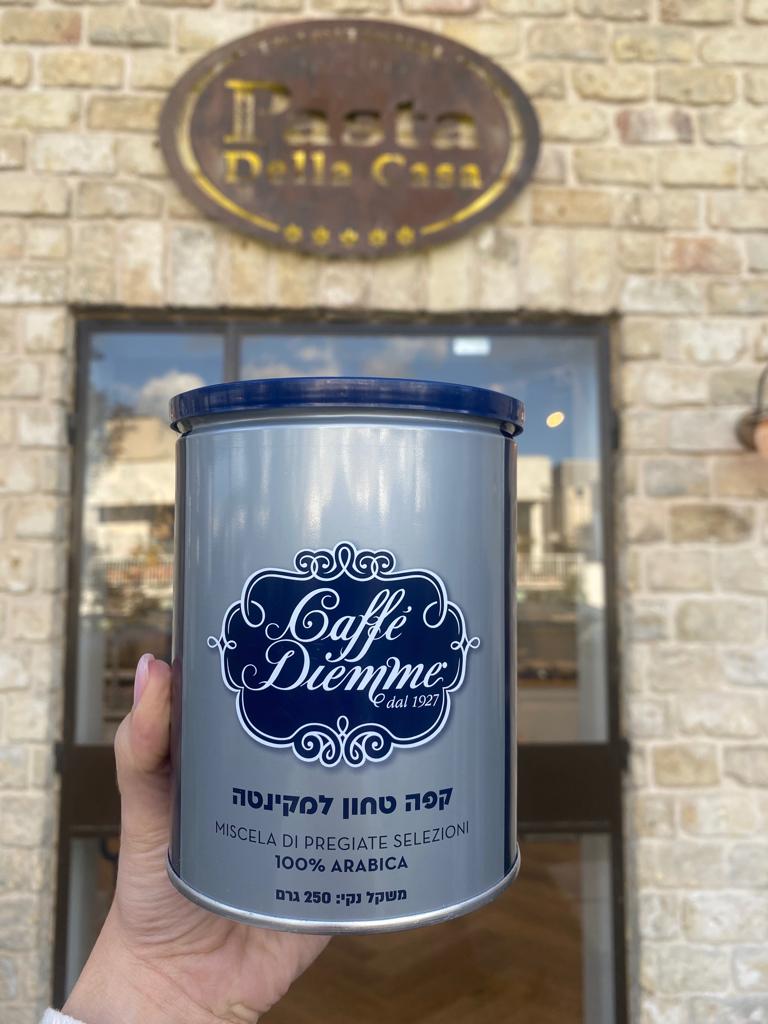 Pasta
Della Casa
Caffé
Diemme
dal 1927
קפה טחון למקינטה
MISCELA DI PREGIATE SELEZIONI
100% ARABICA
משקל נקי: 250 גרם